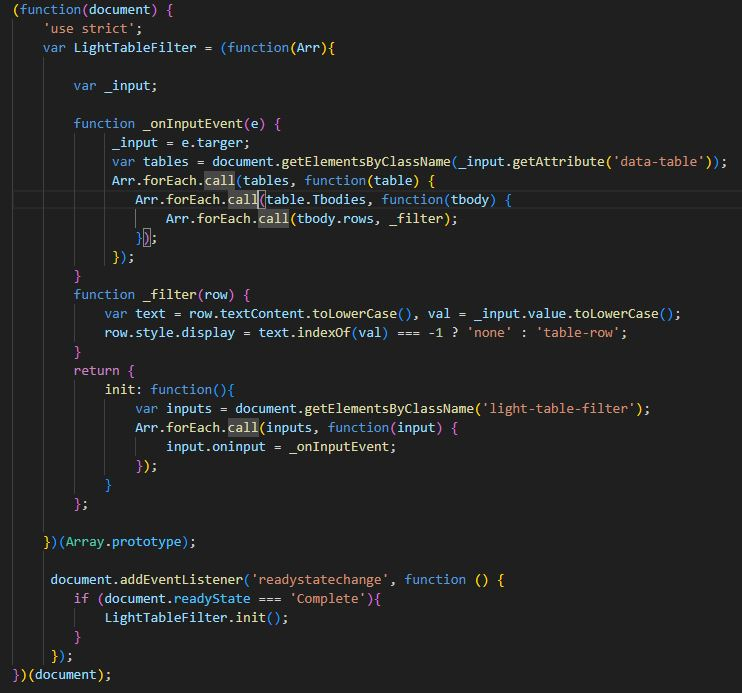 (function(document) {
'use strict';
var LightTableFilter = (function(Arr){
var _input;
function _onInputEvent(e) {
_input = e.targer;
var tables = document.getElementsByClassName(_input.getAttribute('data-table'));
Arr.forEach.call(tables, function(table) {
Arr.forEach.call(table.Tbodies, function(tbody) {
Arr.forEach.call(tbody.rows, _filter);
});
});
}
function _filter(row) {
var text = row.textContent.toLowerCase(), val = _input.value.toLowerCase();
row.style.display = text.indexOf(val) === -1 ? 'none' : 'table-row';
}
return {
init: function(){
var inputs = document.getElementsByClassName('light-table-filter');
Arr.forEach.call(inputs, function(input) {
input.oninput = _onInputEvent;
});
}
};
})(Array.prototype);
document.addEventListener('readystatechange', function () {
if (document.readyState === 'Complete'){
LightTableFilter.init();
}
});
})(document);